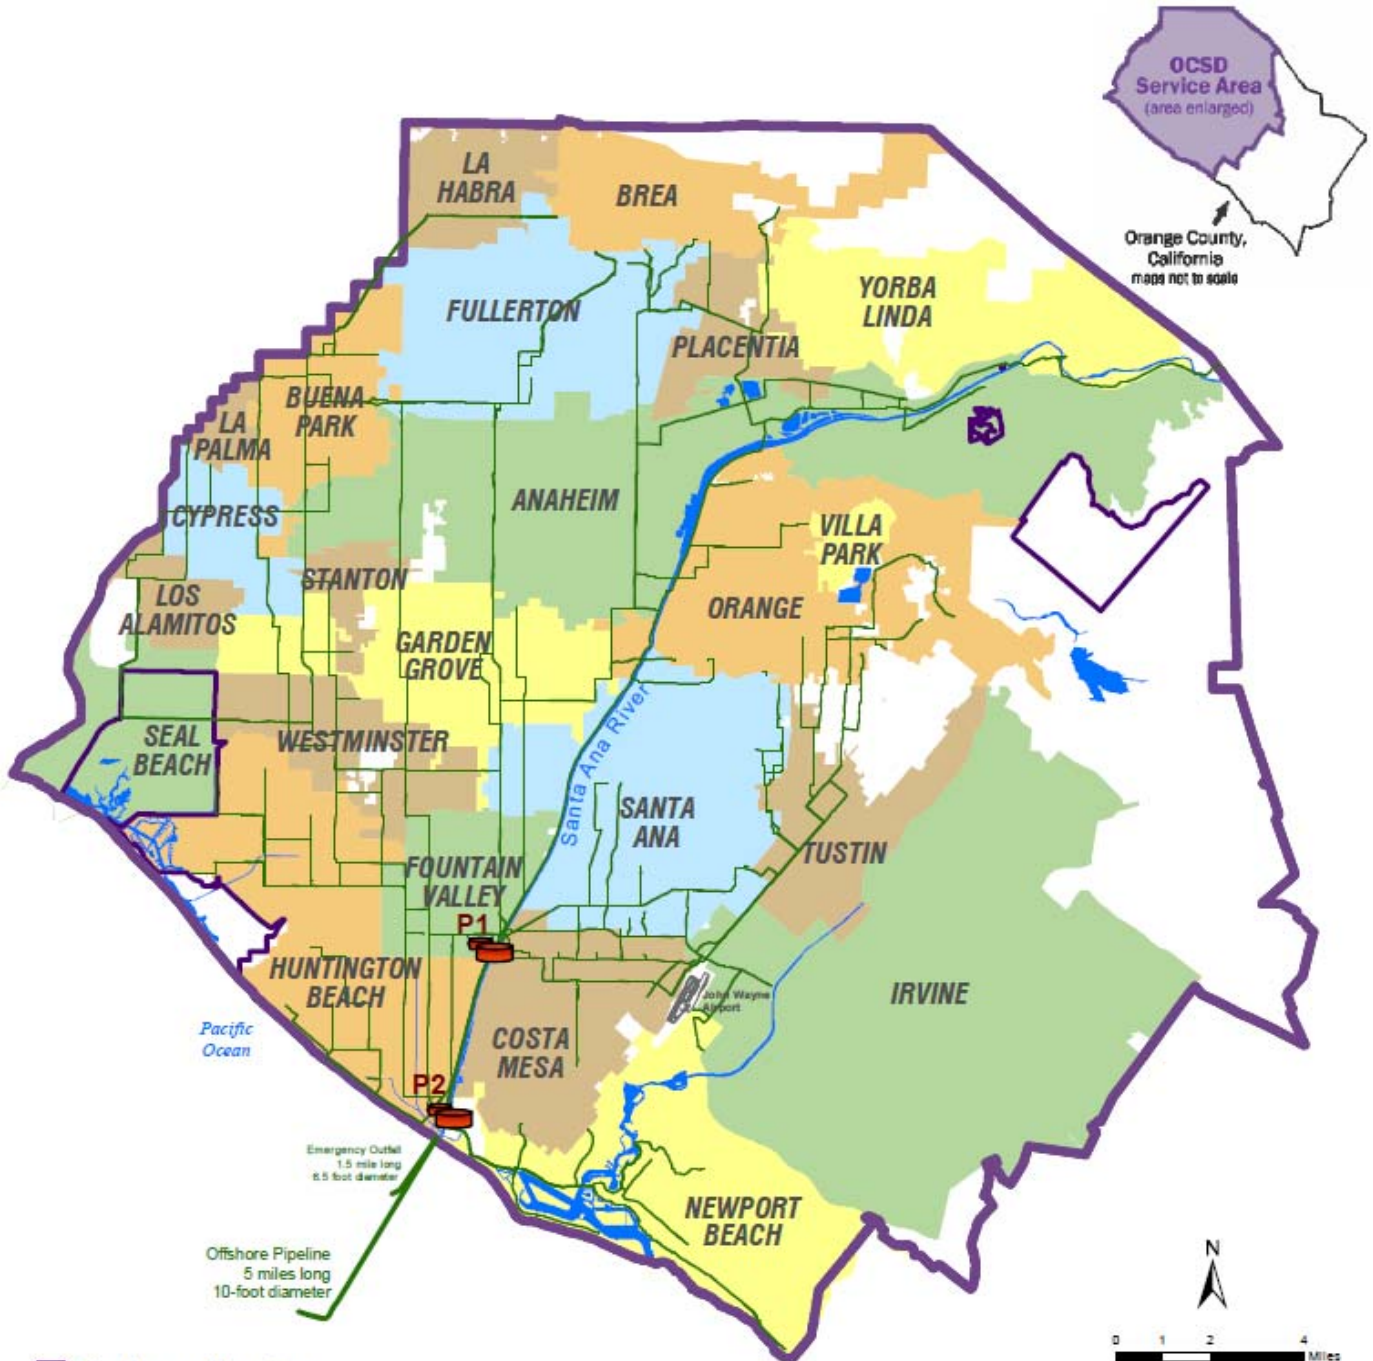 OCSD
Service Area
(area enlarged)
Orange County,
California
maps not to scale
LA
HABRA
BREA
YORBA
LINDA
FULLERTON
PLACENTIA
BUENA
PARK
LA
PALMA
ANAHEIM
CYPRESS
VILLA
PARK
STANTON
LOS
ALAMITOS
ORANGE
GARDEN
GROVE
Santa Ana River
SEAL
BEACH
WESTMINSTER
SANTA
ANA
TUSTIN
FOUNTAIN
VALLEY
P1
HUNTINGTON
BEACH
IRVINE
John Wayne
Airport
Pacific
Ocean
COSTA
MESA
P2
Emergency Outfall
1.5 mile long
6.5 foot diameter
NEWPORT
BEACH
Offshore Pipeline
5 miles long
10-foot diameter
N
0 1 2 4
Miles